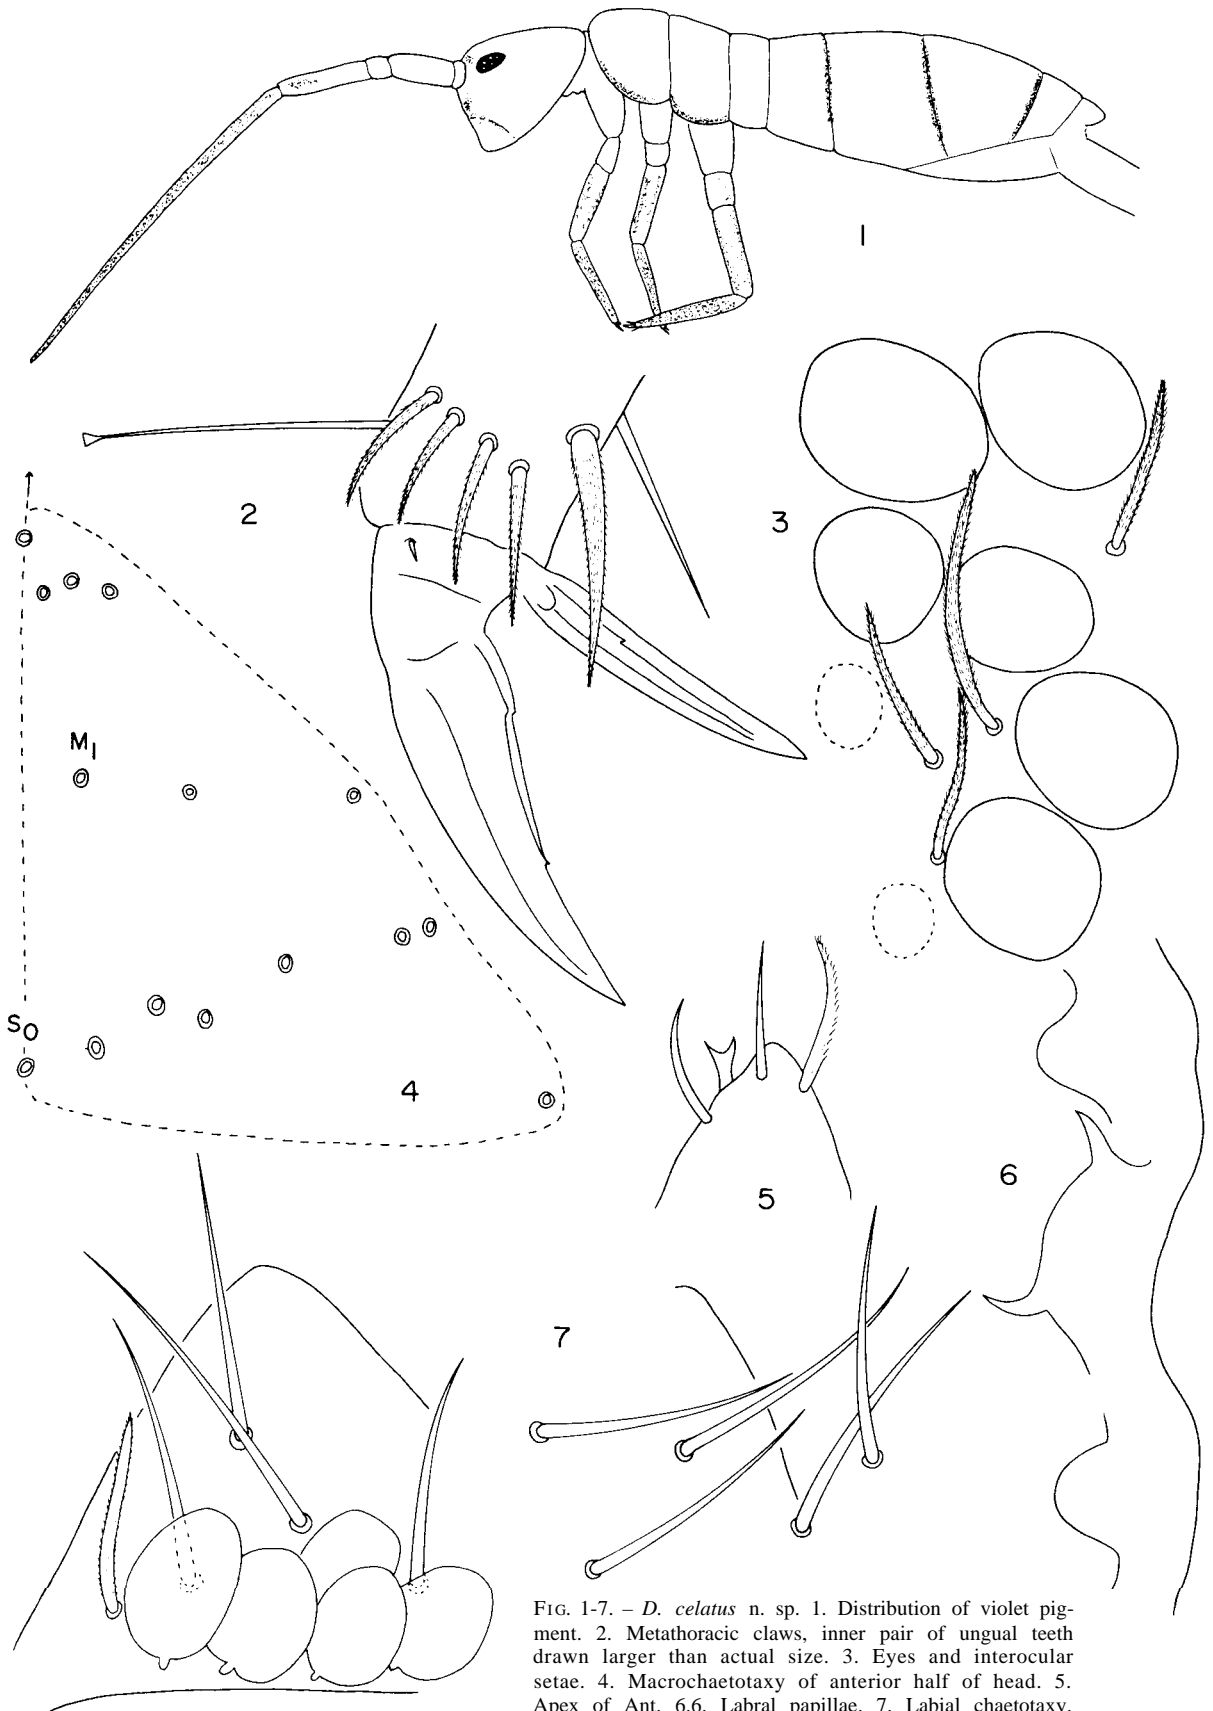 1
2
3
M1
S0
4
5
6
7
FIG. 1-7. – D. celatus n. sp. 1. Distribution of violet pig-
ment. 2. Metathoracic claws, inner pair of ungual teeth
drawn larger than actual size. 3. Eyes and interocular
setae. 4. Macrochaetotaxy of anterior half of head. 5.
Apex of Ant. 6.6. Labral papillae. 7. Labial chaetotaxy.